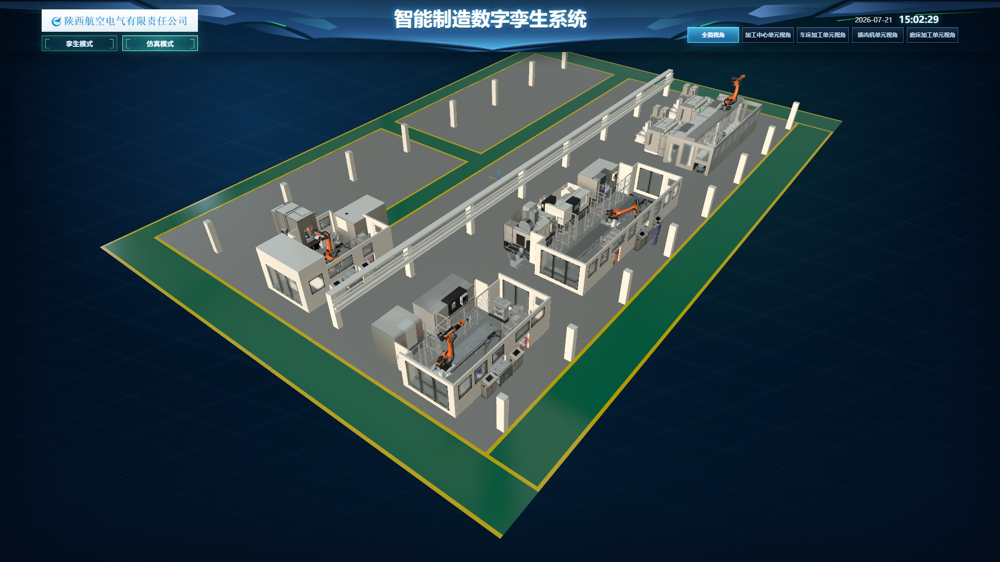 陕西航空电气有限责任公司
智能制造数字孪生系统
2026-07-21 15:02:29
孪生模式 仿真模式
全揽视角 加工中心单元视角 车床加工单元视角 插齿机单元视角 磨床加工单元视角